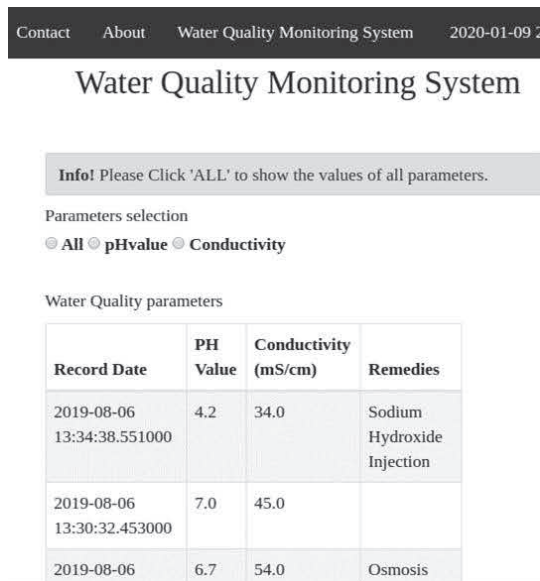 Contact About Water Quality Monitoring System 2020-01-09
Water Quality Monitoring System
Info! Please Click 'ALL' to show the values of all parameters.
Parameters selection
All pHvalue Conductivity
Water Quality parameters
PH Conductivity
Record Date Value (mS/cm) Remedies
2019-08-06 4.2 34.0 Sodium
13:34:38.551000 Hydroxide
Injection
2019-08-06 7.0 45.0
13:30:32.453000
2019-08-06 6.7 54.0 Osmosis